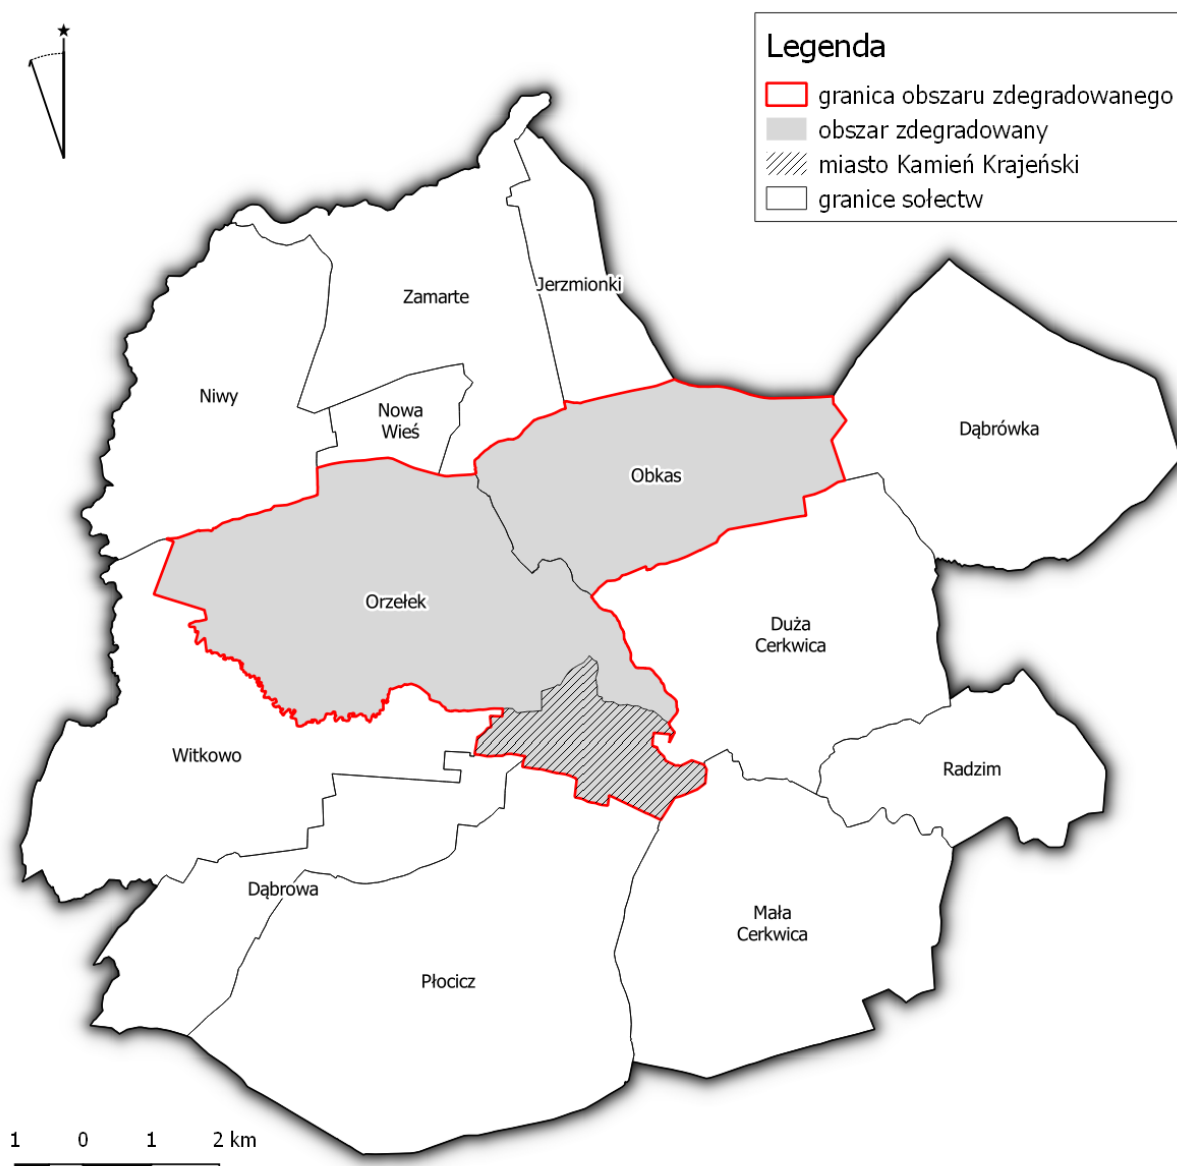 Legenda
granica obszaru zdegradowanego
obszar zdegradowany
miasto Kamień Krajeński
granice sołectw
Jerzmionki
Zamarte
Niwy
Nowa
Wieś
Dąbrówka
Obkas
Orzełek
Duża
Cerkwica
Witkowo
Radzim
Dąbrowa
Mała
Cerkwica
Płocicz
1 0 1 2 km